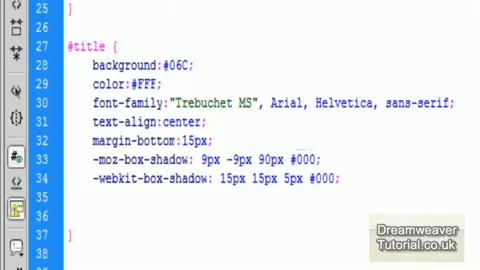 25 }
26
27 #title {
28 background:#06C;
29 color:#FFF;
30 font-family:"Trebuchet MS", Arial, Helvetica, sans-serif;
31 text-align:center;
32 margin-bottom:15px;
33 -moz-box-shadow: 9px -9px 90px #000;
34 -webkit-box-shadow: 15px 15px 5px #000;
35
36
37 }
38
Dreamweaver
Tutorial.co.uk